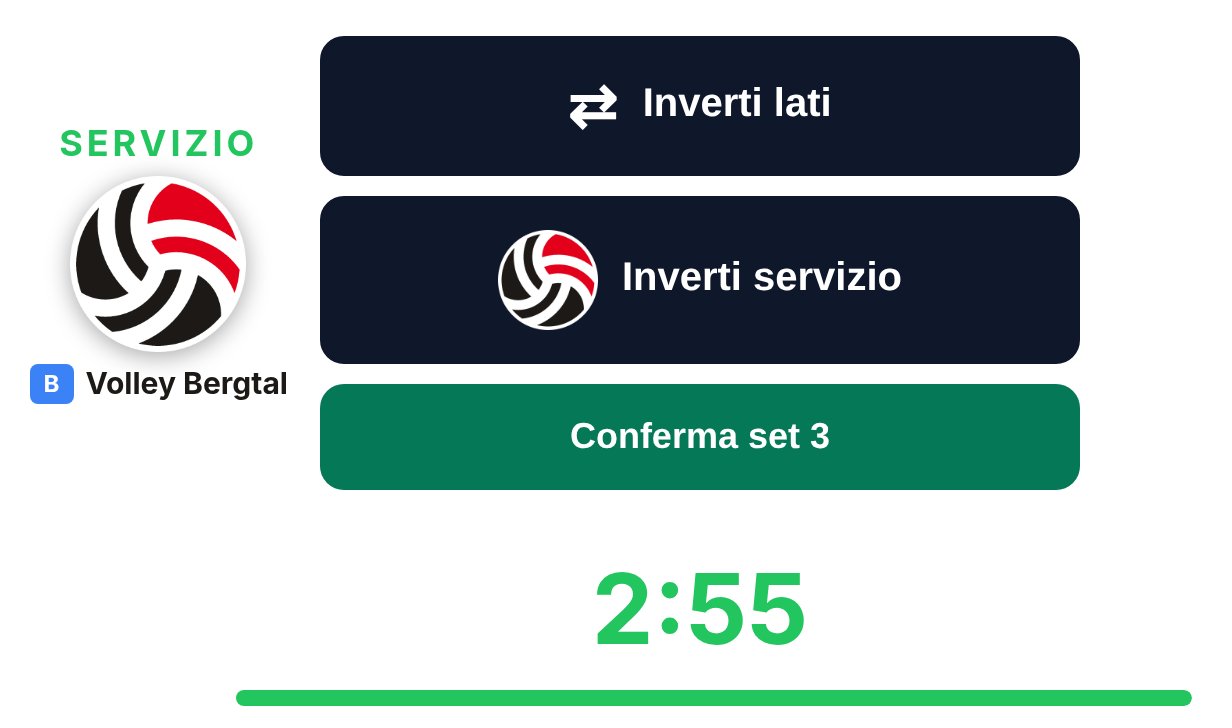 Inverti lati
SERVIZIO
Inverti servizio
B Volley Bergtal
Conferma set 3
2:55